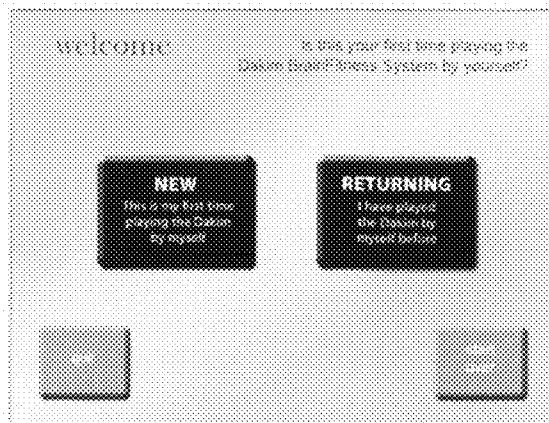 welcome
Is this your first time playing the
Dakim BrainFitness System by yourself?
NEW
This is my first time
playing the Dakim
by myself
RETURNING
I have played
the Dakim by
myself before